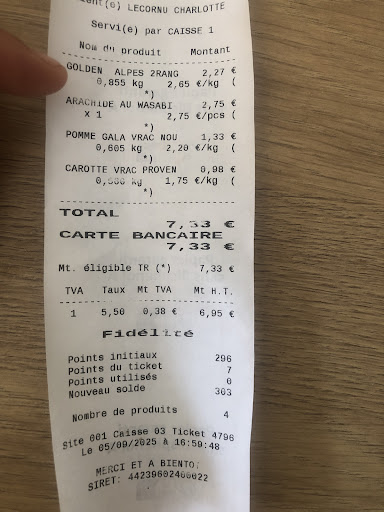 ent(e) LECORNU CHARLOTTE
Servi(e) par CAISSE 1
Nom du produit Montant
GOLDEN ALPES 2RANG 2,27 €
0,855 kg 2,65 €/kg (
*)
ARACHIDE AU WASABI 2,75 €
x 1 2,75 €/pcs (
*)
POMME GALA VRAC NOU 1,33 €
0,605 kg 2,20 €/kg (
*)
CAROTTE VRAC PROVEN 0,98 €
kg 1,75 €/kg (
*)
TOTAL
7,33 €
CARTE BANCAIRE
7,33 €
Mt. éligible TR (*) 7,33 €
TVA Taux Mt TVA Mt H.T.
1 5,50 0,38 € 6,95 €
Fidélité
Points initiaux 296
Points du ticket 7
Points utilisés 0
Nouveau solde 303
Nombre de produits 4
Site 001 Caisse 03 Ticket 4796
Le 05/09/2025 à 16:59:48
MERCI ET A BIENTO
SIRET: